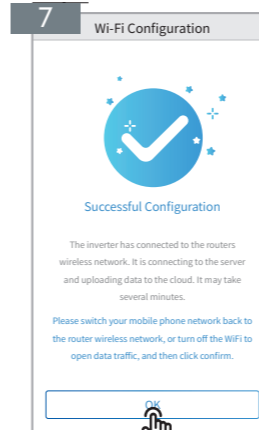 7
Wi-Fi Configuration
Successful Configuration
The inverter has connected to the routers
wireless network. It is connecting to the server
and uploading data to the cloud. It may take
several minutes.
Please switch your mobile phone network back to
the router wireless network, or turn off the WiFi to
open data traffic, and then click confirm.
OK